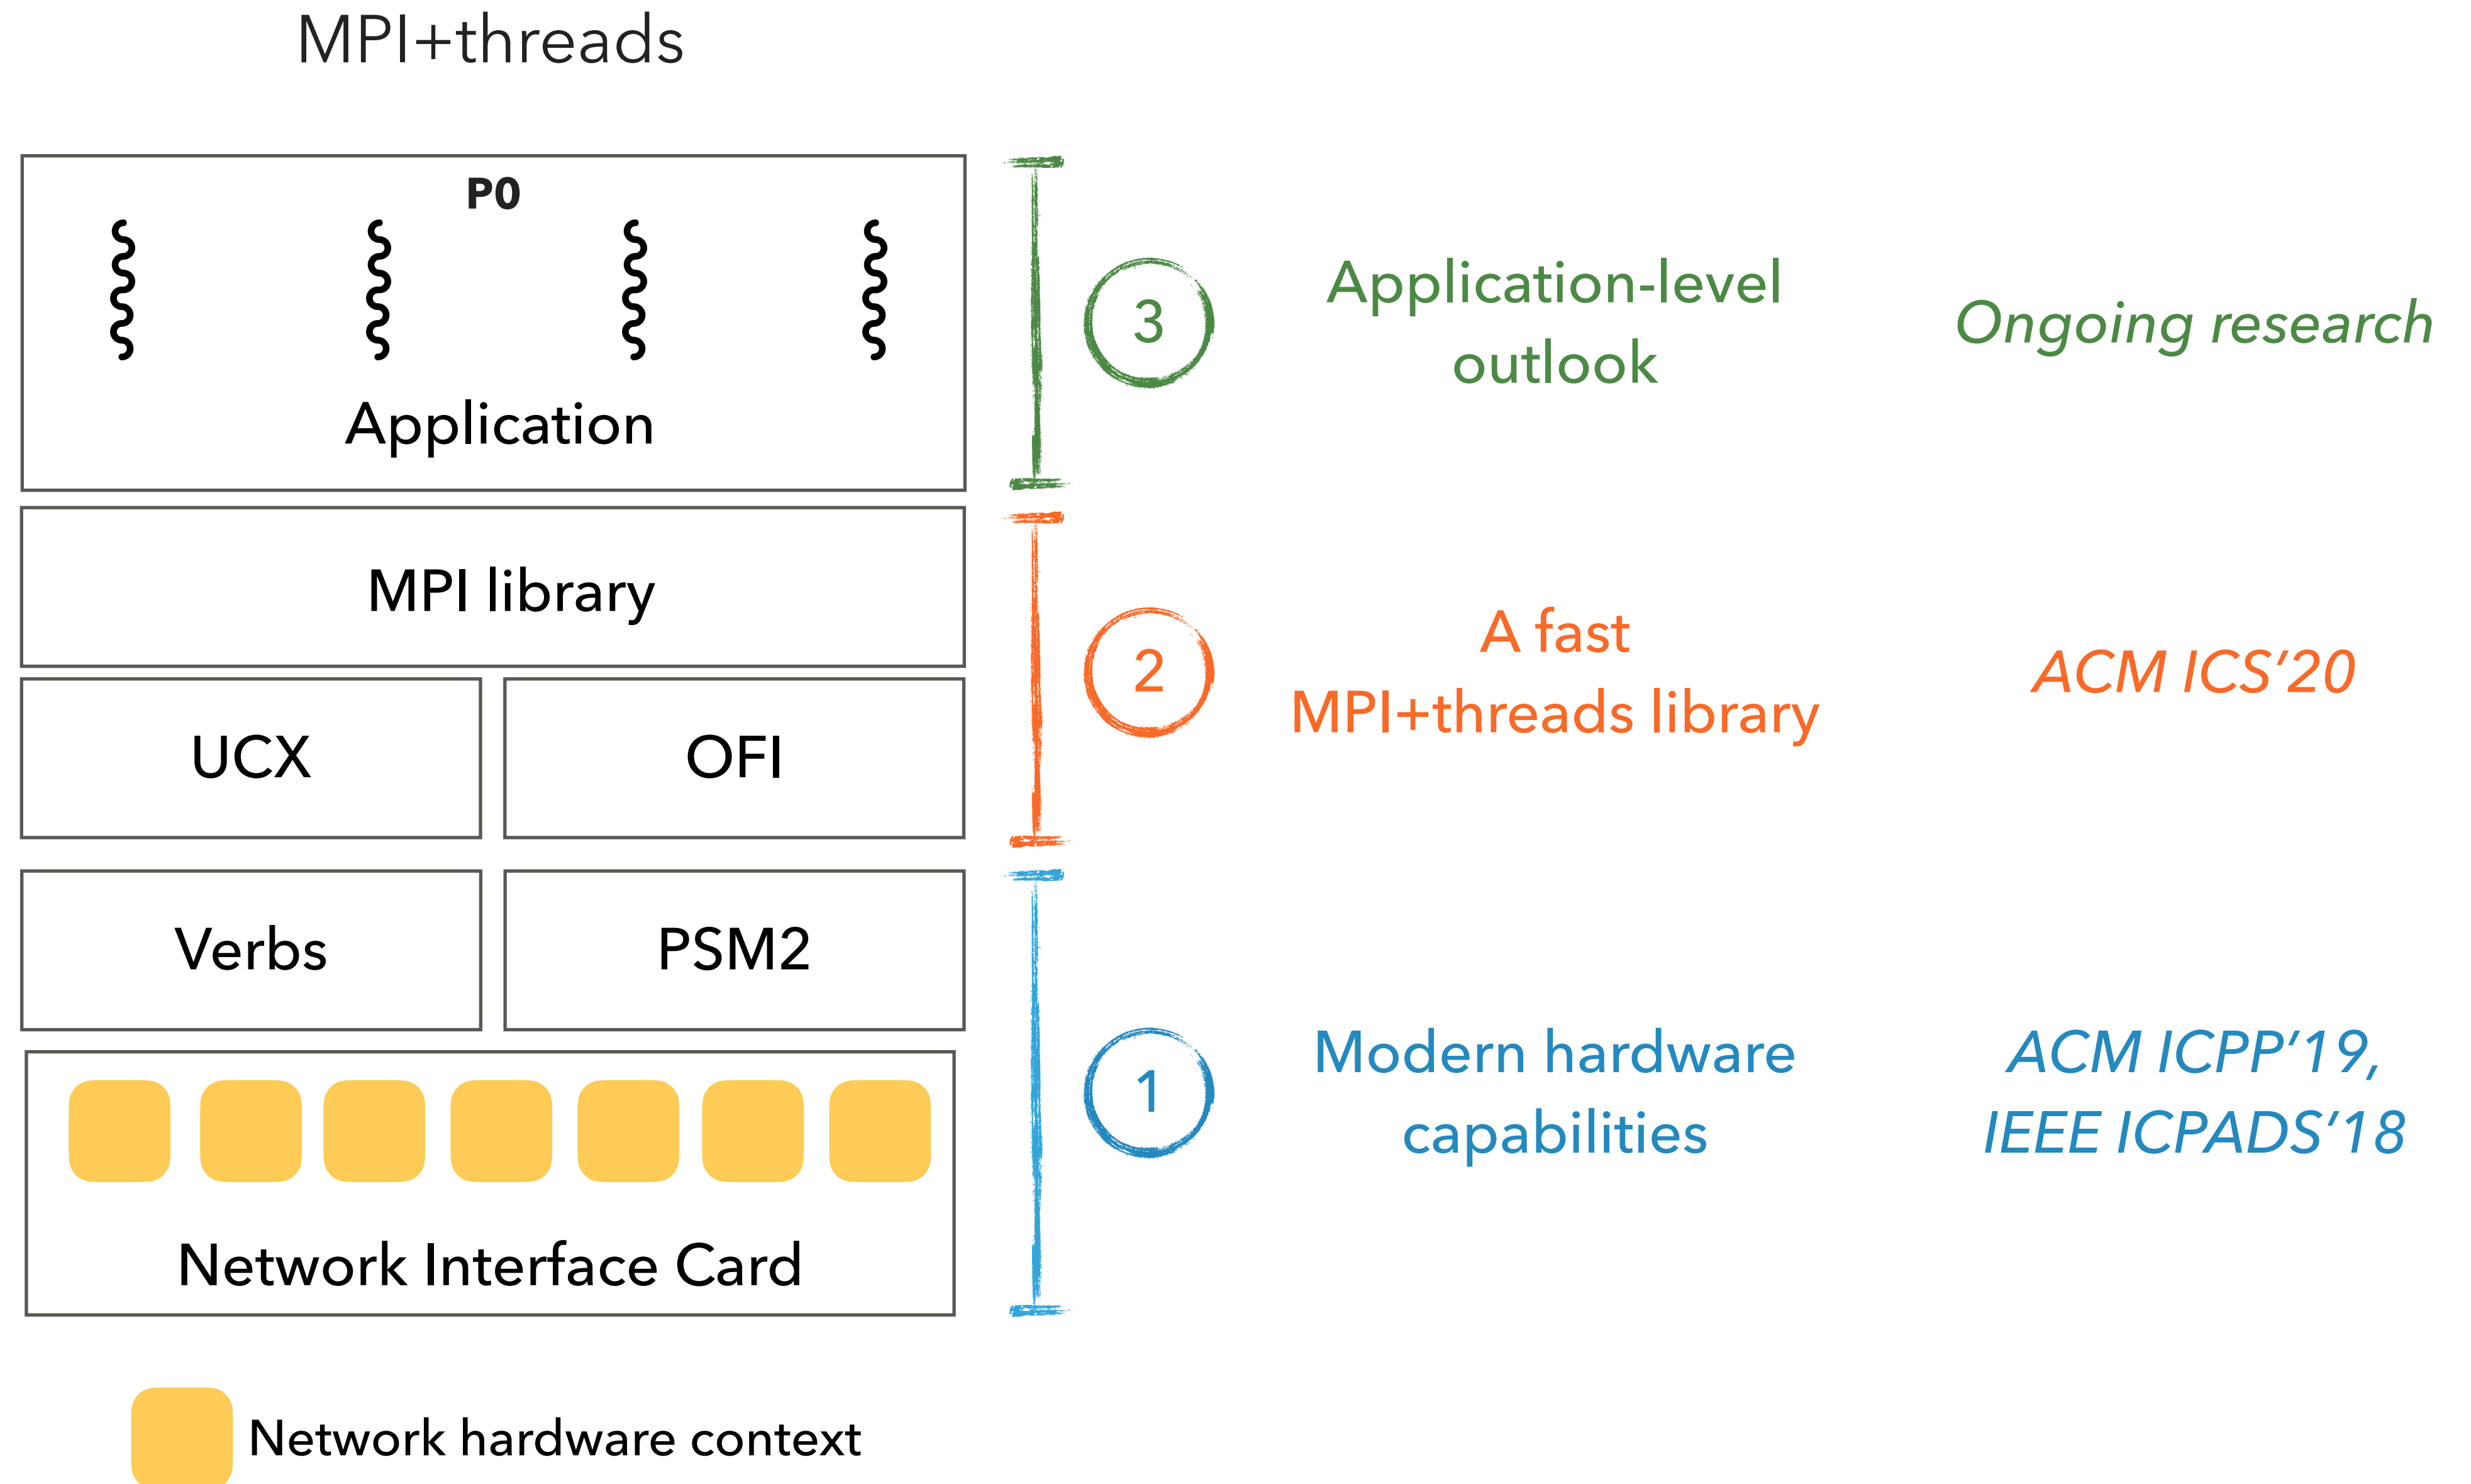 MPI+threads
P0
Application
3
Application-level
outlook
Ongoing research
MPI library
UCX
OFI
2
A fast
MPI+threads library
ACM ICS’20
Verbs
PSM2
Network Interface Card
1
Modern hardware
capabilities
ACM ICPP’19,
IEEE ICPADS’18
Network hardware context